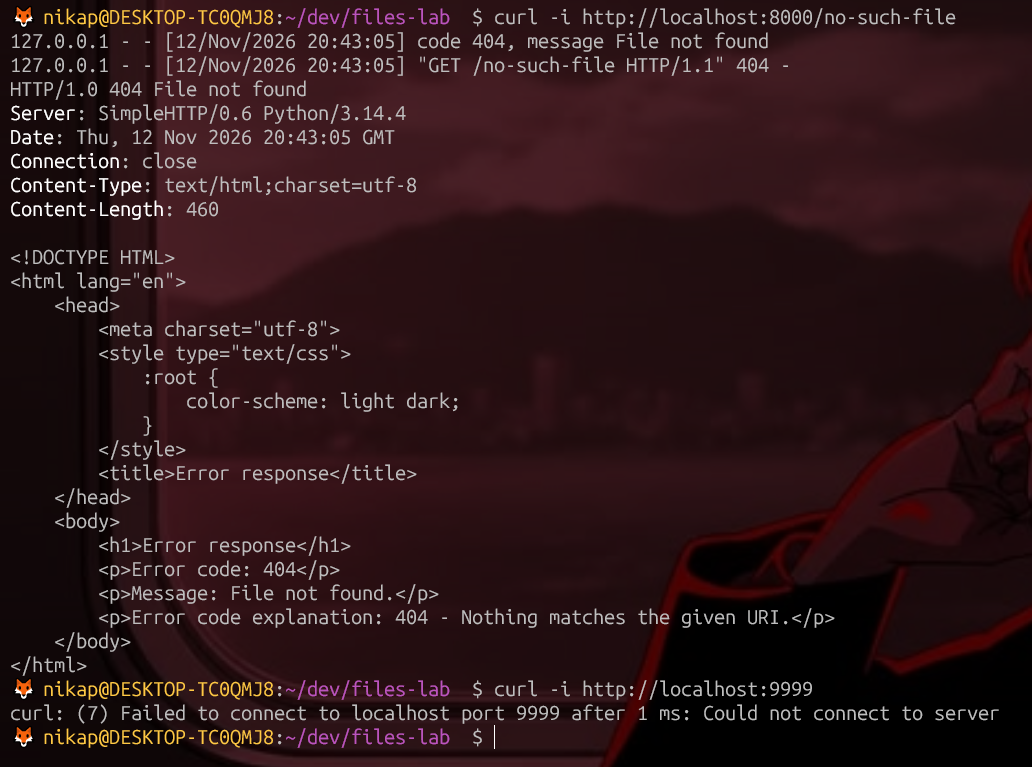 🦊 nikap@DESKTOP-TC0QMJ8:~/dev/files-lab $ curl -i http://localhost:8000/no-such-file
127.0.0.1 - - [12/Nov/2026 20:43:05] code 404, message File not found
127.0.0.1 - - [12/Nov/2026 20:43:05] "GET /no-such-file HTTP/1.1" 404 -
HTTP/1.0 404 File not found
Server: SimpleHTTP/0.6 Python/3.14.4
Date: Thu, 12 Nov 2026 20:43:05 GMT
Connection: close
Content-Type: text/html;charset=utf-8
Content-Length: 460

<!DOCTYPE HTML>
<html lang="en">
    <head>
        <meta charset="utf-8">
        <style type="text/css">
            :root {
                color-scheme: light dark;
            }
        </style>
        <title>Error response</title>
    </head>
    <body>
        <h1>Error response</h1>
        <p>Error code: 404</p>
        <p>Message: File not found.</p>
        <p>Error code explanation: 404 - Nothing matches the given URI.</p>
    </body>
</html>
🦊 nikap@DESKTOP-TC0QMJ8:~/dev/files-lab $ curl -i http://localhost:9999
curl: (7) Failed to connect to localhost port 9999 after 1 ms: Could not connect to server
🦊 nikap@DESKTOP-TC0QMJ8:~/dev/files-lab $